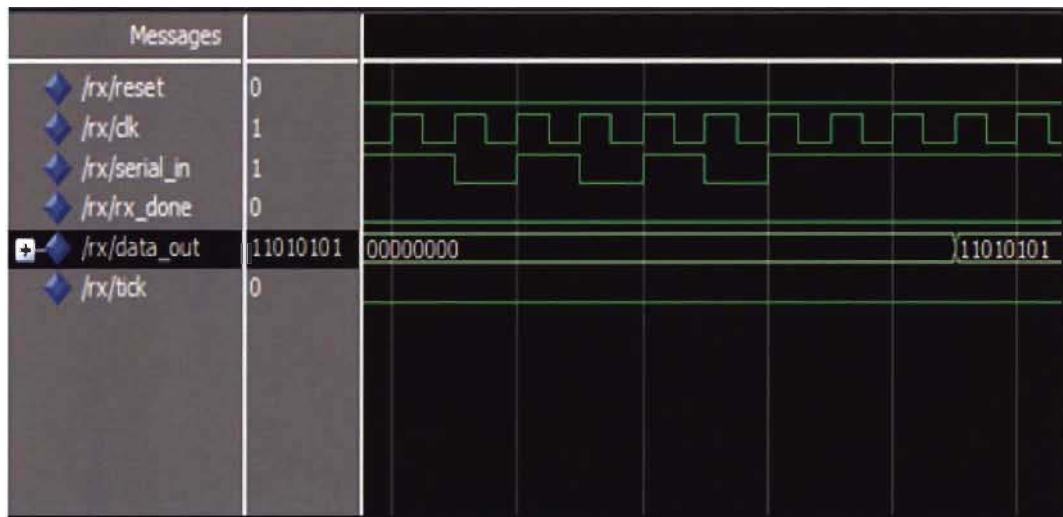 Messages
/rx/reset 0
/rx/clk 1
/rx/serial_in 1
/rx/rx_done 0
/rx/data_out 11010101 00000000 11010101
/rx/tick 0